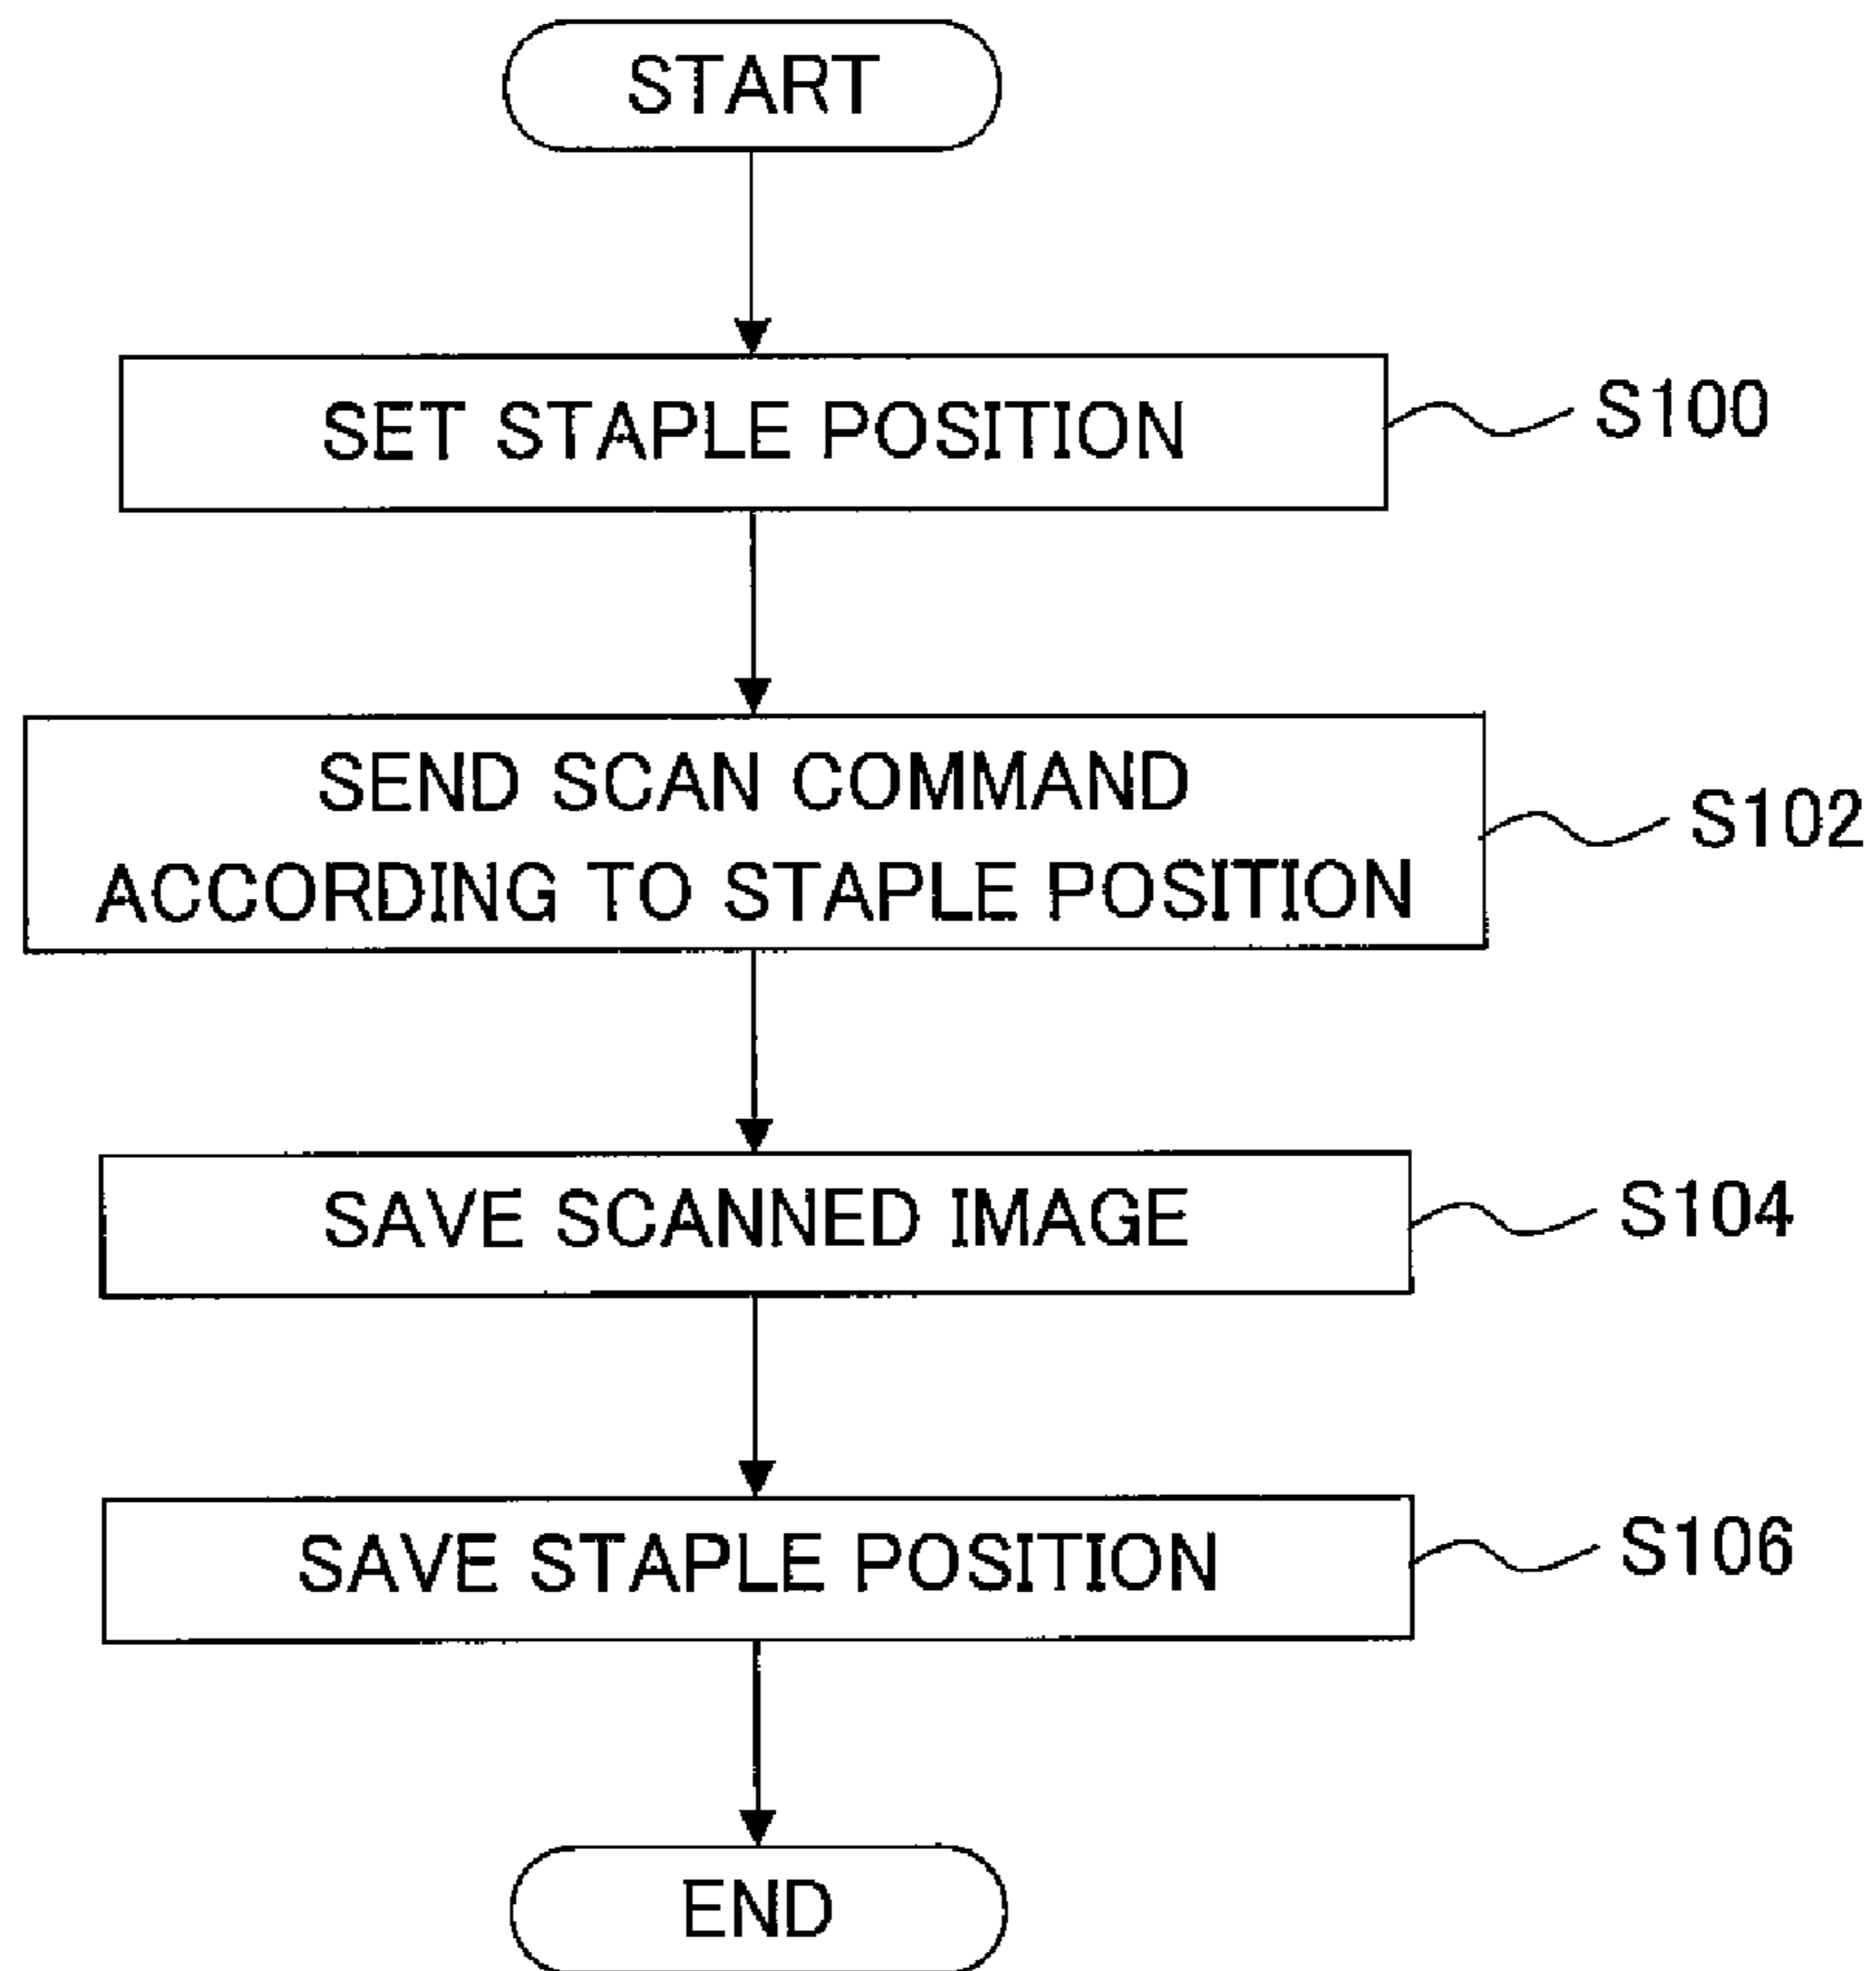 START
SET STAPLE POSITION
S100
SEND SCAN COMMAND
ACCORDING TO STAPLE POSITION
S102
SAVE SCANNED IMAGE
S104
SAVE STAPLE POSITION
S106
END